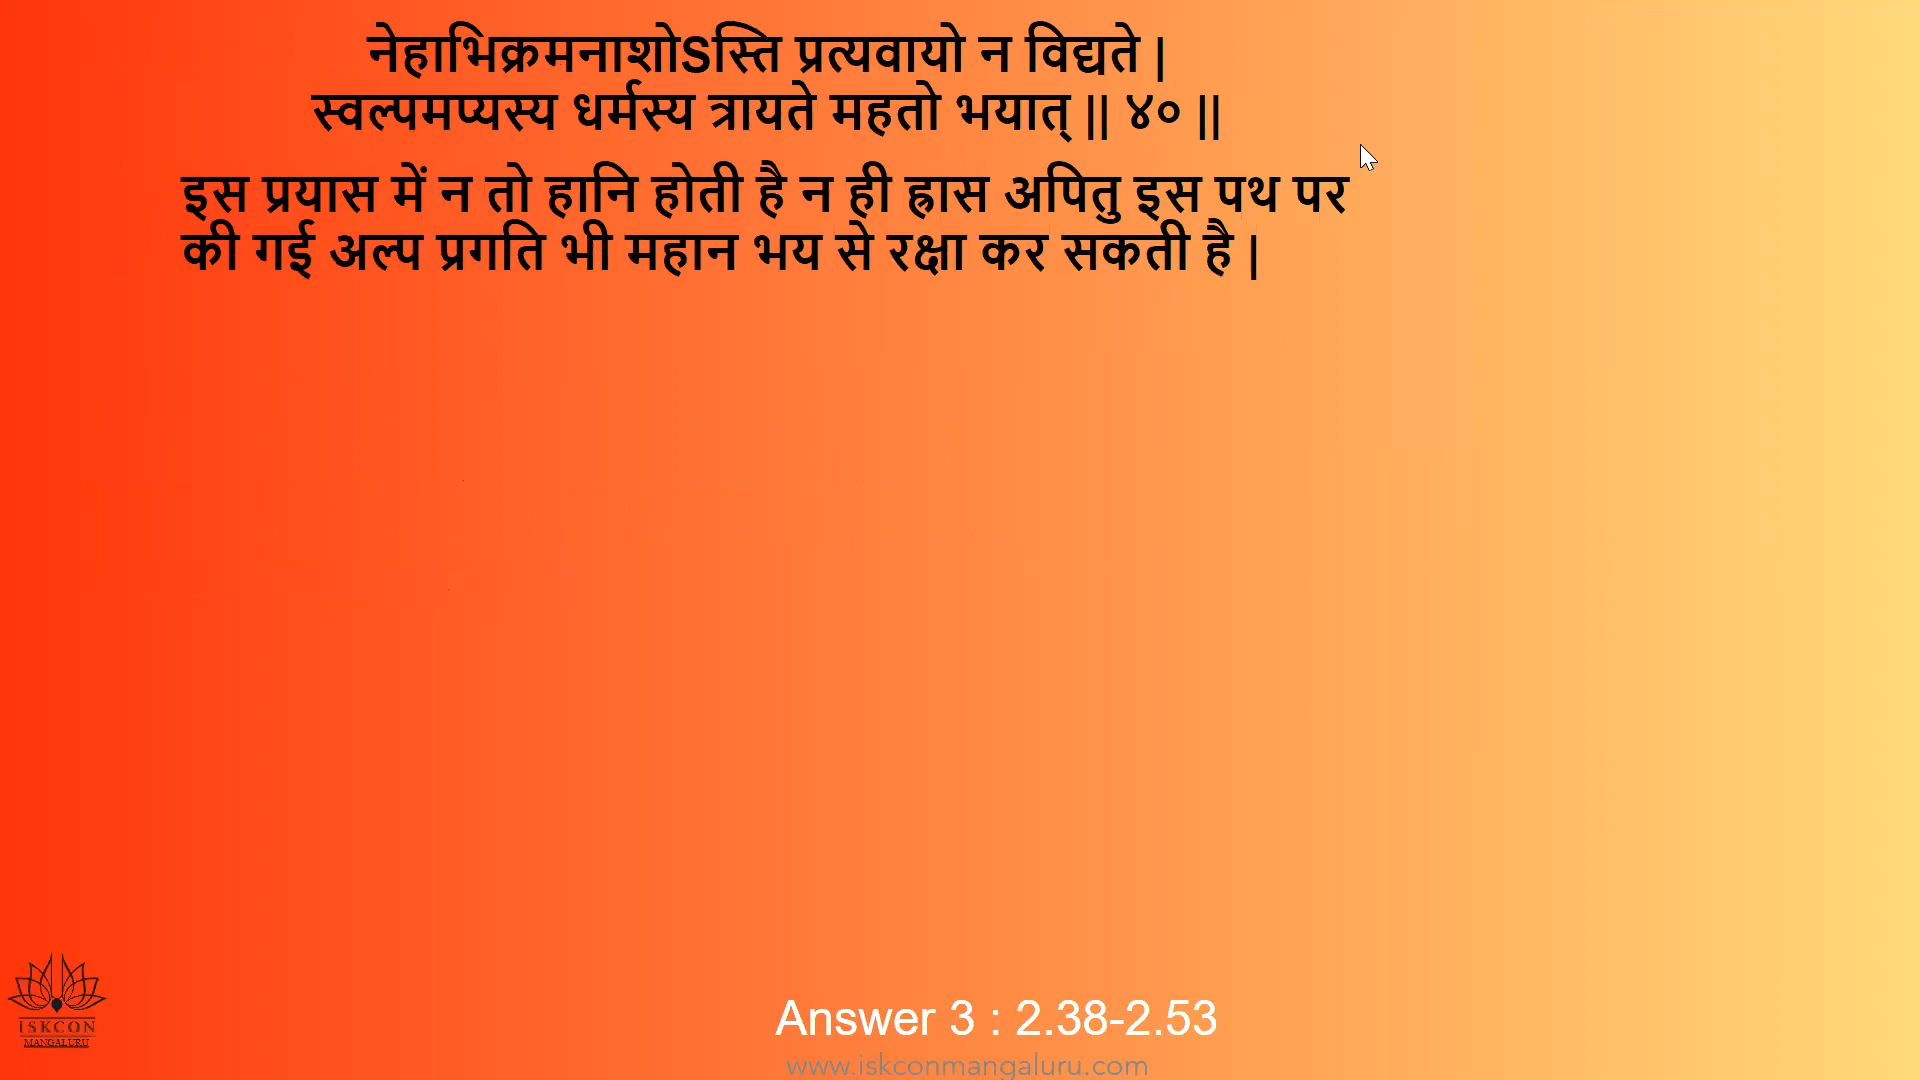 नेहाभिक्रमनाशोSस्ति प्रत्यवायो न विद्यते |
स्वल्पमप्यस्य धर्मस्य त्रायते महतो भयात् || ४० ||
इस प्रयास में न तो हानि होती है न ही ह्रास अपितु इस पथ पर
की गई अल्प प्रगति भी महान भय से रक्षा कर सकती है |
ISKCON
MANGALURU
Answer 3 : 2.38-2.53
www.iskconmangaluru.com